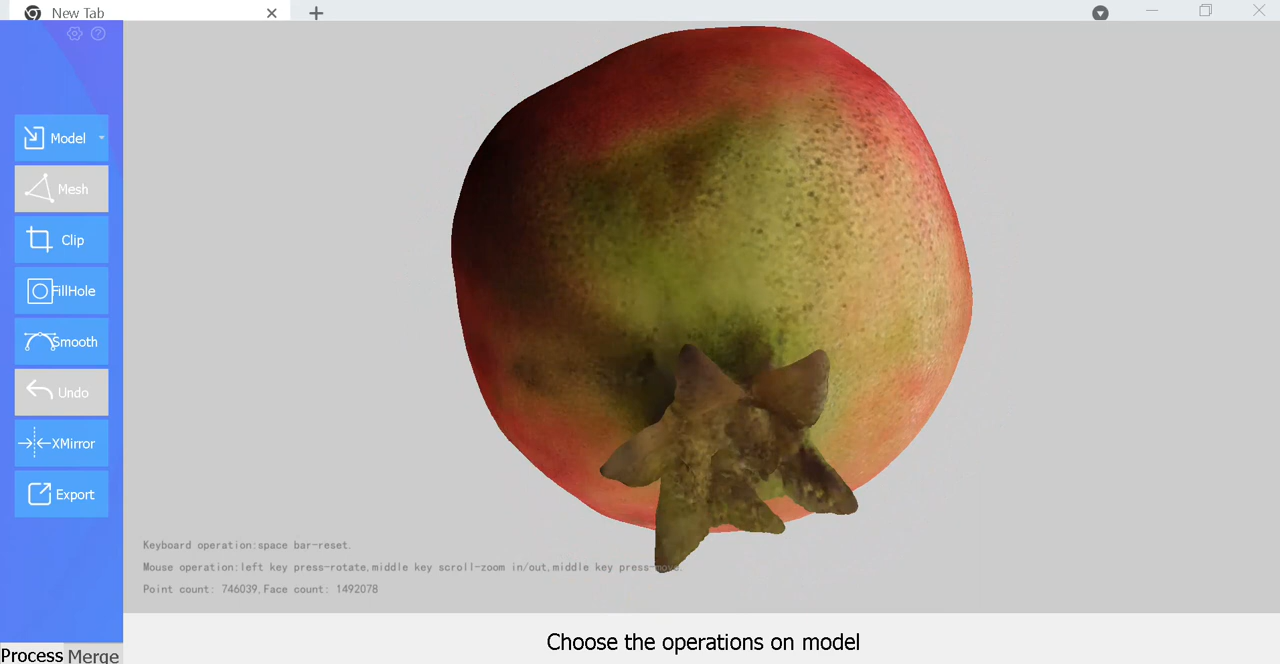 New Tab
Model
Mesh
Clip
FillHole
Smooth
Undo
XMirror
Export
Keyboard operation:space bar-reset.
Mouse operation:left key press-rotate,middle key scroll-zoom in/out,middle key press-move.
Point count: 746039,Face count: 1492078
Choose the operations on model
Process Merge